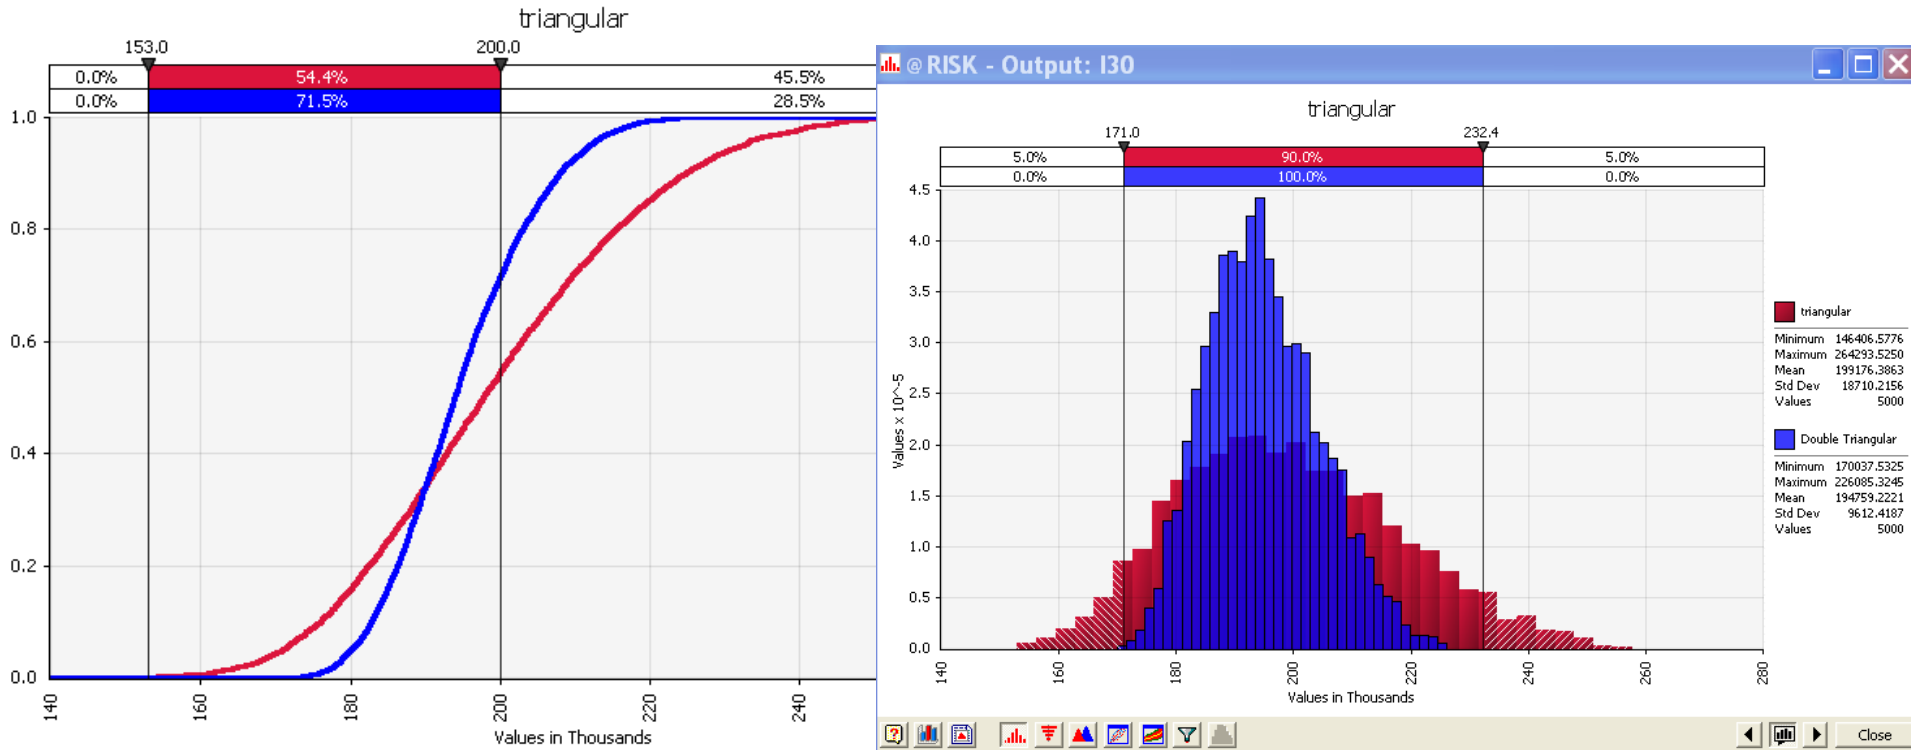 triangular
153.0 200.0
0.0% 54.4% 45.5%
0.0% 71.5% 28.5%
1.0
0.8
0.6
0.4
0.2
0.0
140 160 180 200 220 240
Values in Thousands
@RISK - Output: I30
triangular
171.0 232.4
5.0% 90.0% 5.0%
0.0% 100.0% 0.0%
4.5
4.0
3.5
3.0
2.5
2.0
1.5
1.0
0.5
0.0
Values x 10^-5
140 160 180 200 220 240 260 280
Values in Thousands
triangular
Minimum 146406.5776
Maximum 264293.5250
Mean 199176.3863
Std Dev 18710.2156
Values 5000
Double Triangular
Minimum 170037.5325
Maximum 226085.3245
Mean 194759.2221
Std Dev 9612.4187
Values 5000
Close